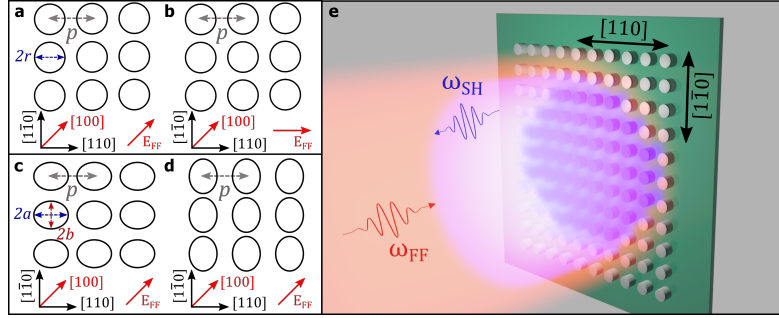 a
p
2r
[11̄0]
[100]
[110]
E_FF
b
p
[11̄0]
[100]
[110]
E_FF
c
p
2a
2b
[11̄0]
[100]
[110]
E_FF
d
p
[11̄0]
[100]
[110]
E_FF
e
[110]
[11̄0]
ω_SH
ω_FF